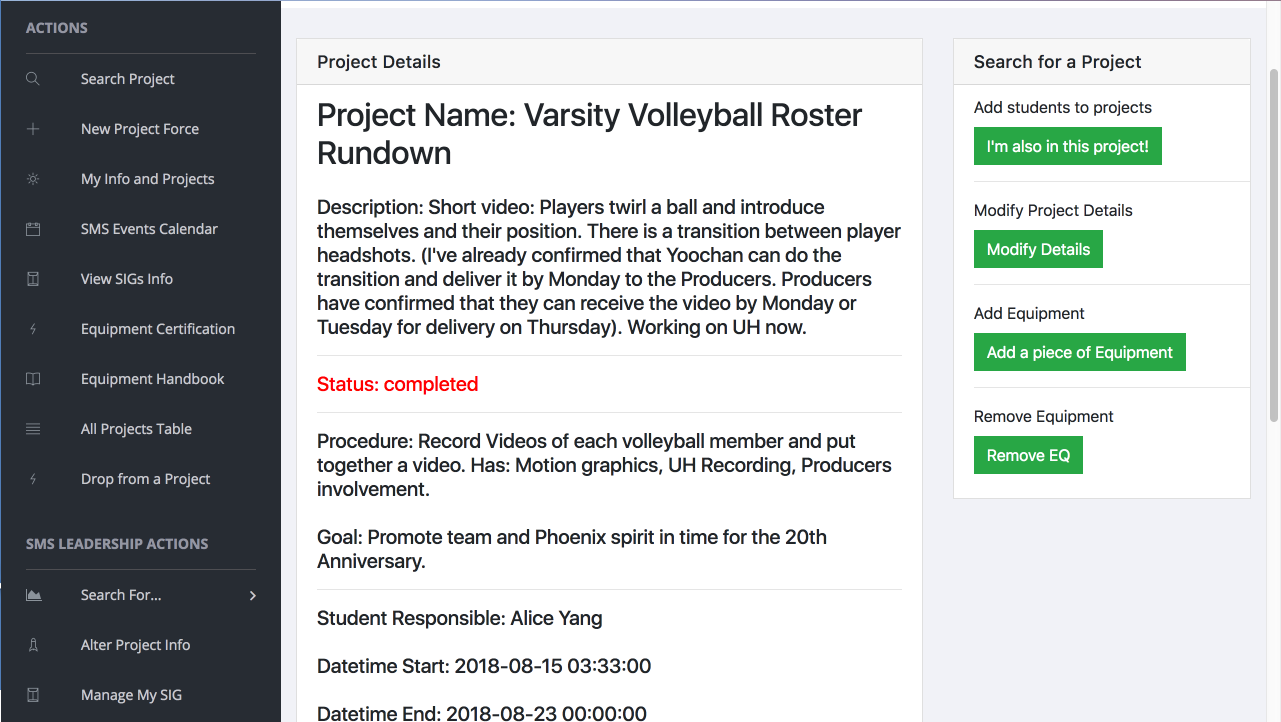 ACTIONS
Search Project
New Project Force
My Info and Projects
SMS Events Calendar
View SIGs Info
Equipment Certification
Equipment Handbook
All Projects Table
Drop from a Project
SMS LEADERSHIP ACTIONS
Search For...
Alter Project Info
Manage My SIG
Project Details
Project Name: Varsity Volleyball Roster
Rundown
Description: Short video: Players twirl a ball and introduce
themselves and their position. There is a transition between player
headshots. (I've already confirmed that Yoochan can do the
transition and deliver it by Monday to the Producers. Producers
have confirmed that they can receive the video by Monday or
Tuesday for delivery on Thursday). Working on UH now.
Status: completed
Procedure: Record Videos of each volleyball member and put
together a video. Has: Motion graphics, UH Recording, Producers
involvement.
Goal: Promote team and Phoenix spirit in time for the 20th
Anniversary.
Student Responsible: Alice Yang
Datetime Start: 2018-08-15 03:33:00
Datetime End: 2018-08-23 00:00:00
Search for a Project
Add students to projects
I'm also in this project!
Modify Project Details
Modify Details
Add Equipment
Add a piece of Equipment
Remove Equipment
Remove EQ